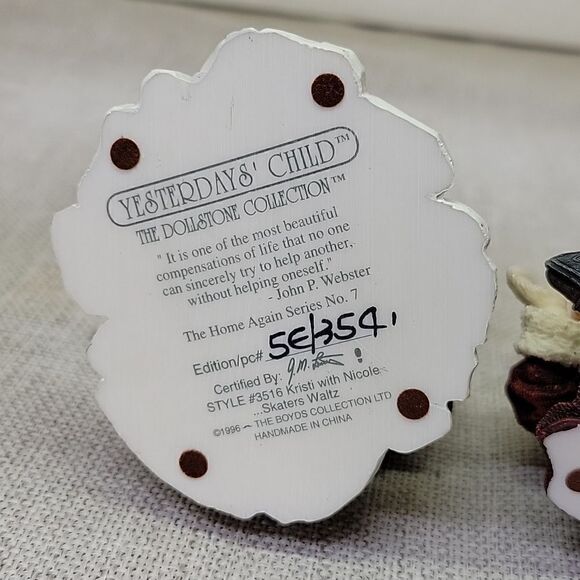 YESTERDAYS' CHILD™
THE DOLLSTONE COLLECTION™
" It is one of the most beautiful
compensations of life that no one
can sincerely try to help another,
without helping oneself."
- John P. Webster
The Home Again Series No. 7
Edition/pc# 5E/3541
Certified By:
STYLE #3516 Kristi with Nicole
...Skaters Waltz
©1996 ~ THE BOYDS COLLECTION LTD
HANDMADE IN CHINA